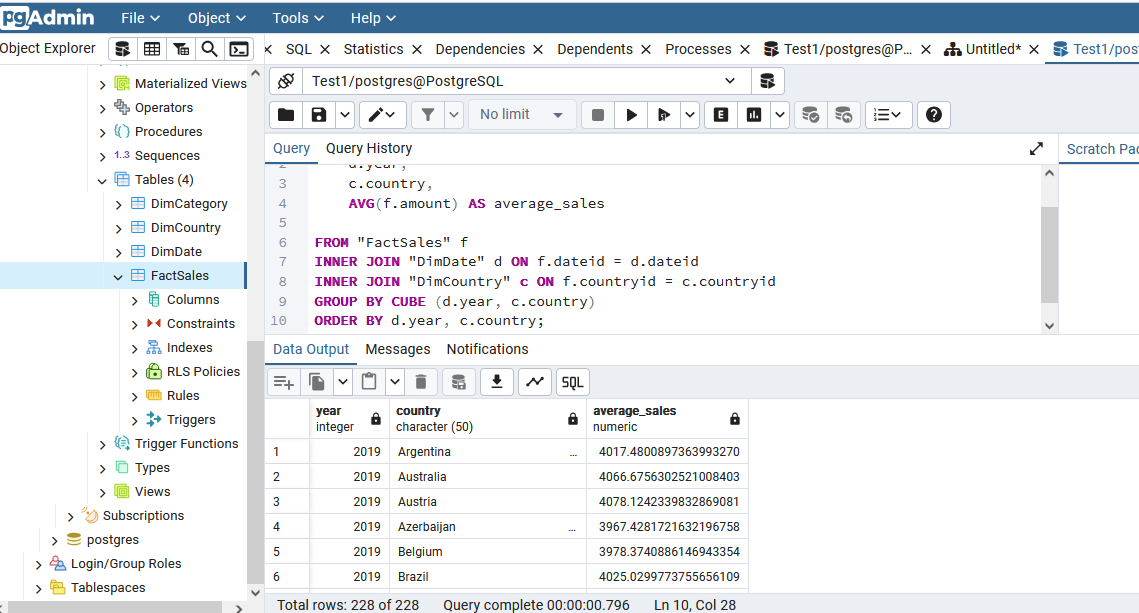 pgAdmin File Object Tools Help
Object Explorer
SQL Statistics Dependencies Dependents Processes Test1/postgres@P... Untitled* Test1/pos
Materialized Views
Operators
Procedures
1..3 Sequences
Tables (4)
DimCategory
DimCountry
DimDate
FactSales
Columns
Constraints
Indexes
RLS Policies
Rules
Triggers
Trigger Functions
Types
Views
Subscriptions
postgres
Login/Group Roles
Tablespaces
Test1/postgres@PostgreSQL
No limit E
Query Query History Scratch Pad
2 d.year,
3 c.country,
4 AVG(f.amount) AS average_sales
5
6 FROM "FactSales" f
7 INNER JOIN "DimDate" d ON f.dateid = d.dateid
8 INNER JOIN "DimCountry" c ON f.countryid = c.countryid
9 GROUP BY CUBE (d.year, c.country)
10 ORDER BY d.year, c.country;
Data Output Messages Notifications
SQL
year integer country character (50) average_sales numeric
1 2019 Argentina ... 4017.4800897363993270
2 2019 Australia 4066.6756302521008403
3 2019 Austria 4078.1242339832869081
4 2019 Azerbaijan ... 3967.4281721632196758
5 2019 Belgium 3978.3740886146943354
6 2019 Brazil 4025.0299773755656109
Total rows: 228 of 228 Query complete 00:00:00.796 Ln 10, Col 28